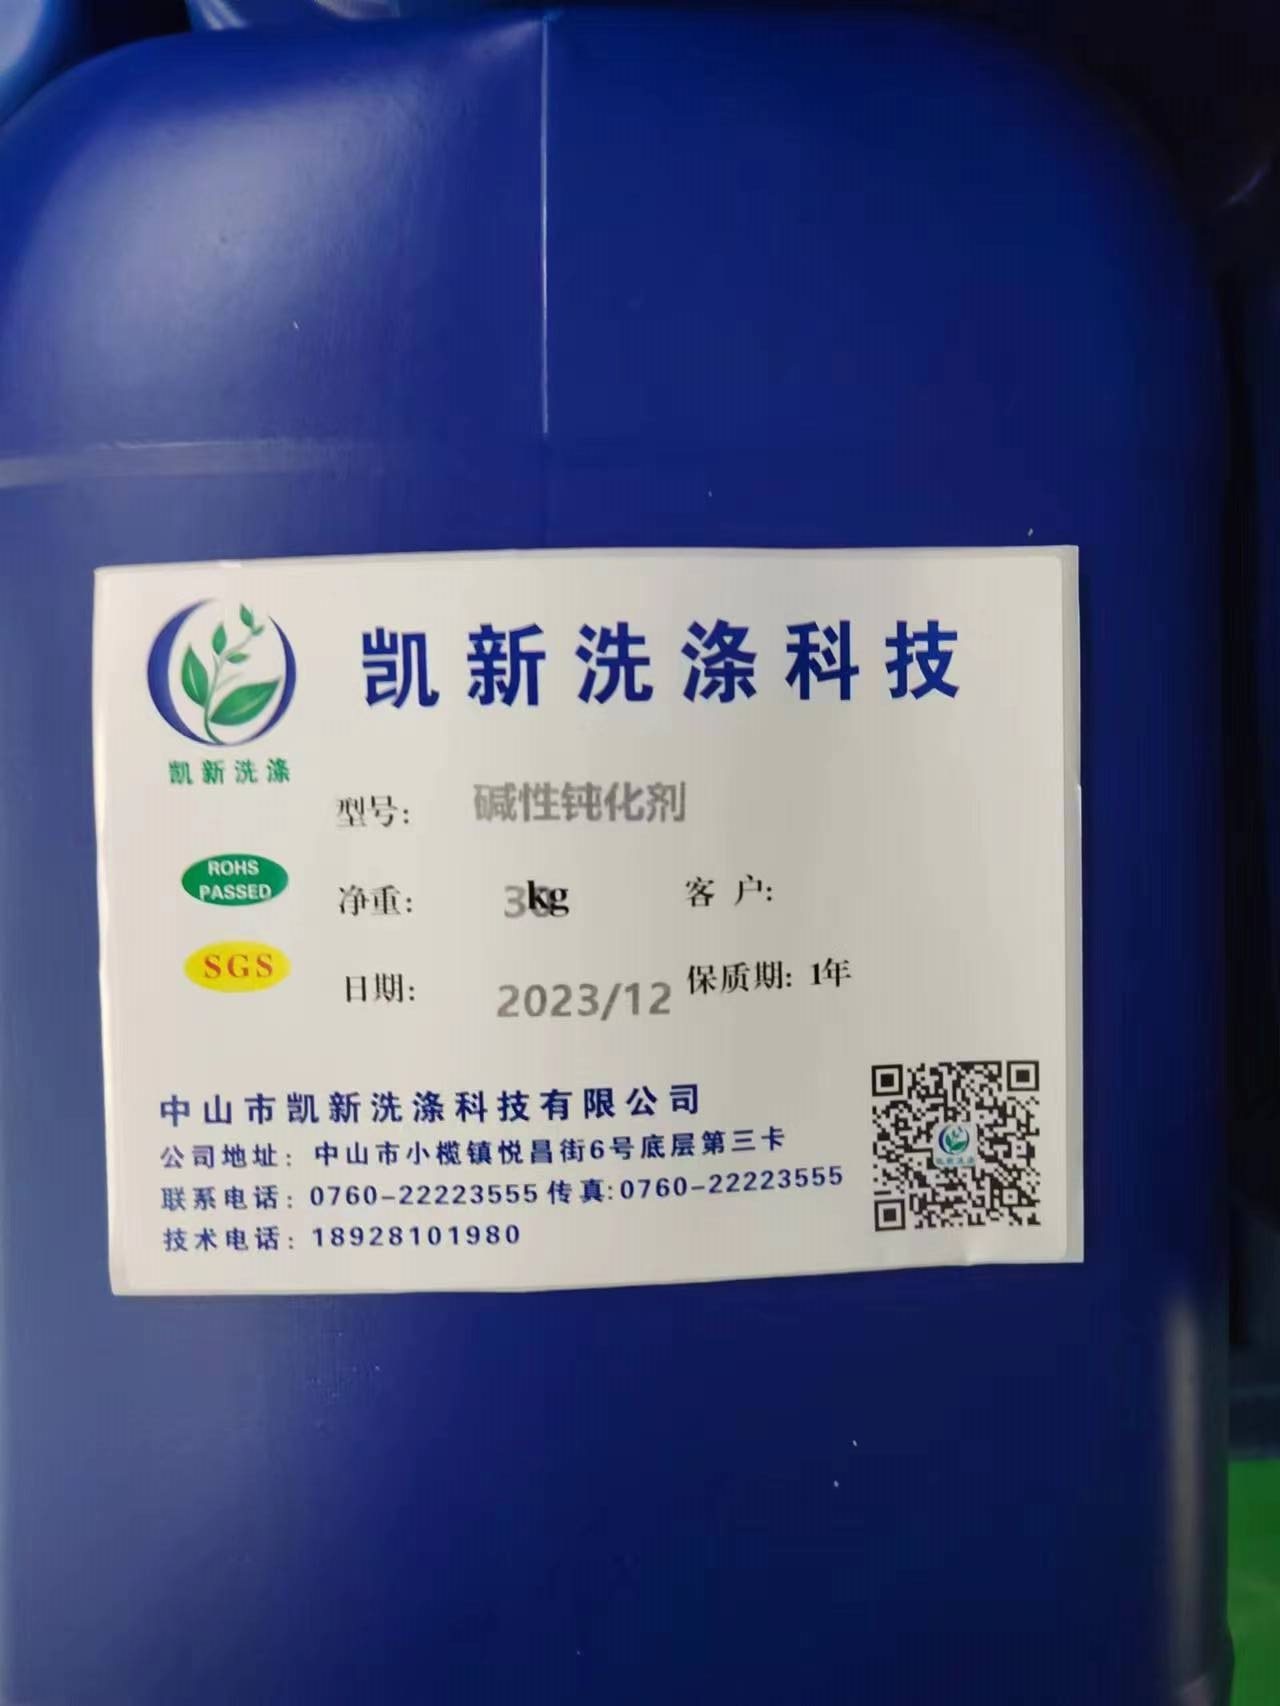 凯新洗涤科技
凯新洗涤
型号: 碱性钝化剂
ROHS
PASSED
净重: 30kg 客 户:
SGS
日期: 2023/12 保质期: 1年
中山市凯新洗涤科技有限公司
公司地址: 中山市小榄镇悦昌街6号底层第三卡
联系电话: 0760-22223555 传真:0760-22223555
技术电话: 18928101980